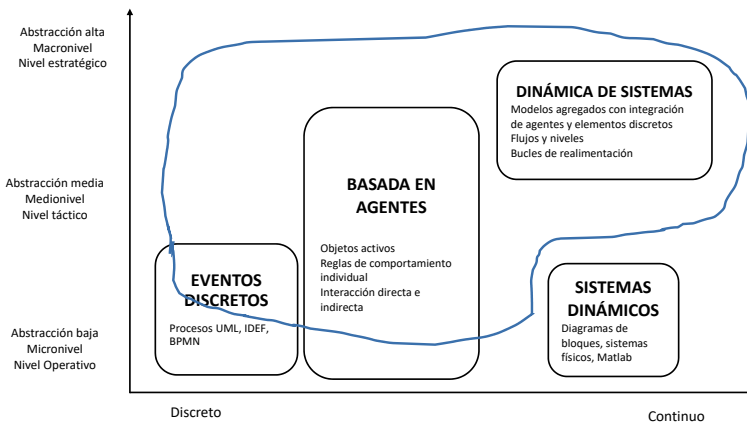 Abstracción alta
Macronivel
Nivel estratégico
DINÁMICA DE SISTEMAS
Modelos agregados con integración
de agentes y elementos discretos
Flujos y niveles
Bucles de realimentación
Abstracción media
Medionivel
Nivel táctico
BASADA EN
AGENTES
Objetos activos
Reglas de comportamiento
individual
Interacción directa e
indirecta
EVENTOS
DISCRETOS
Procesos UML, IDEF,
BPMN
SISTEMAS
DINÁMICOS
Diagramas de
bloques, sistemas
físicos, Matlab
Abstracción baja
Micronivel
Nivel Operativo
Discreto
Continuo